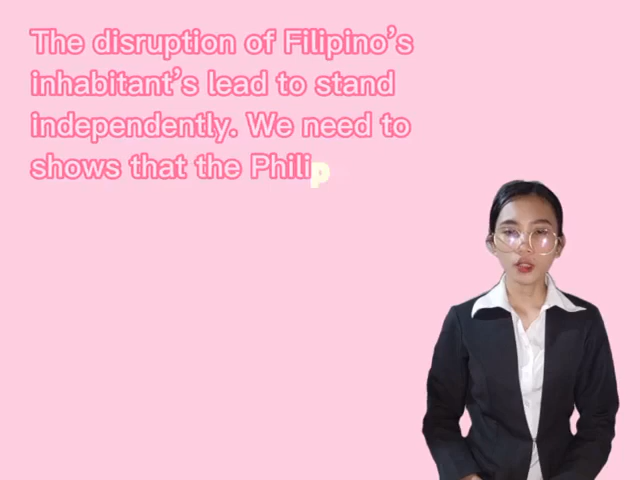 The disruption of Filipino’s
inhabitant’s lead to stand
independently. We need to
shows that the Philip